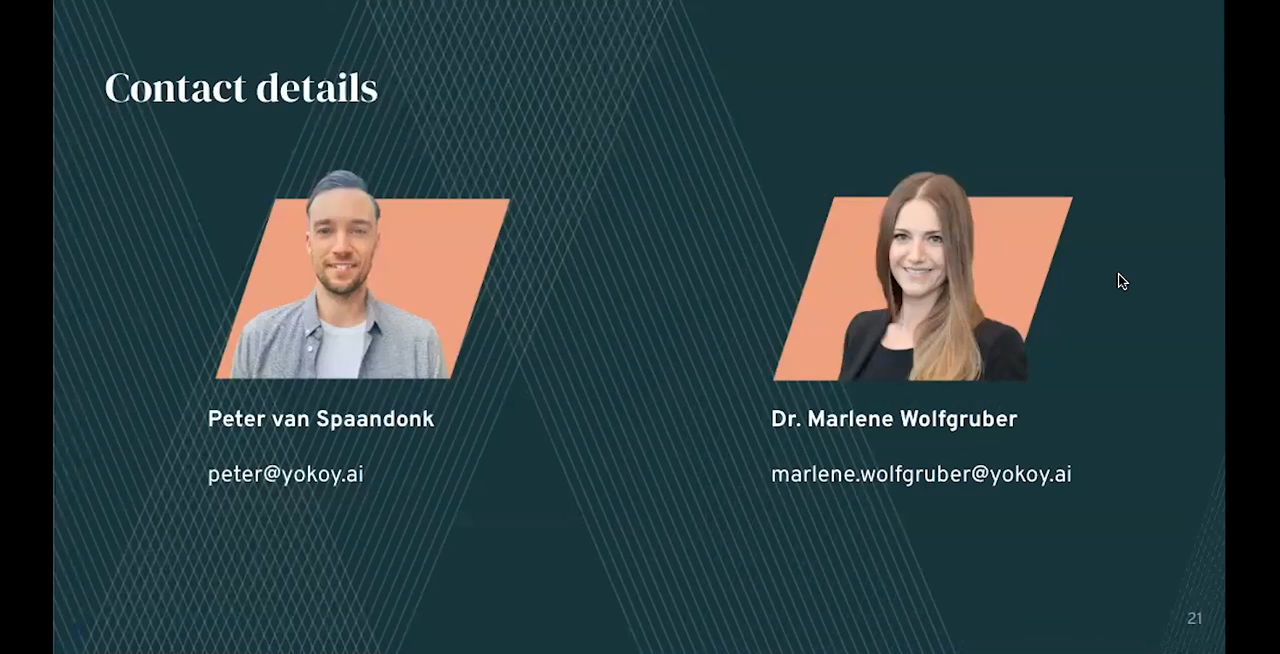 Contact details
Peter van Spaandonk
peter@yokoy.ai
Dr. Marlene Wolfgruber
marlene.wolfgruber@yokoy.ai
21